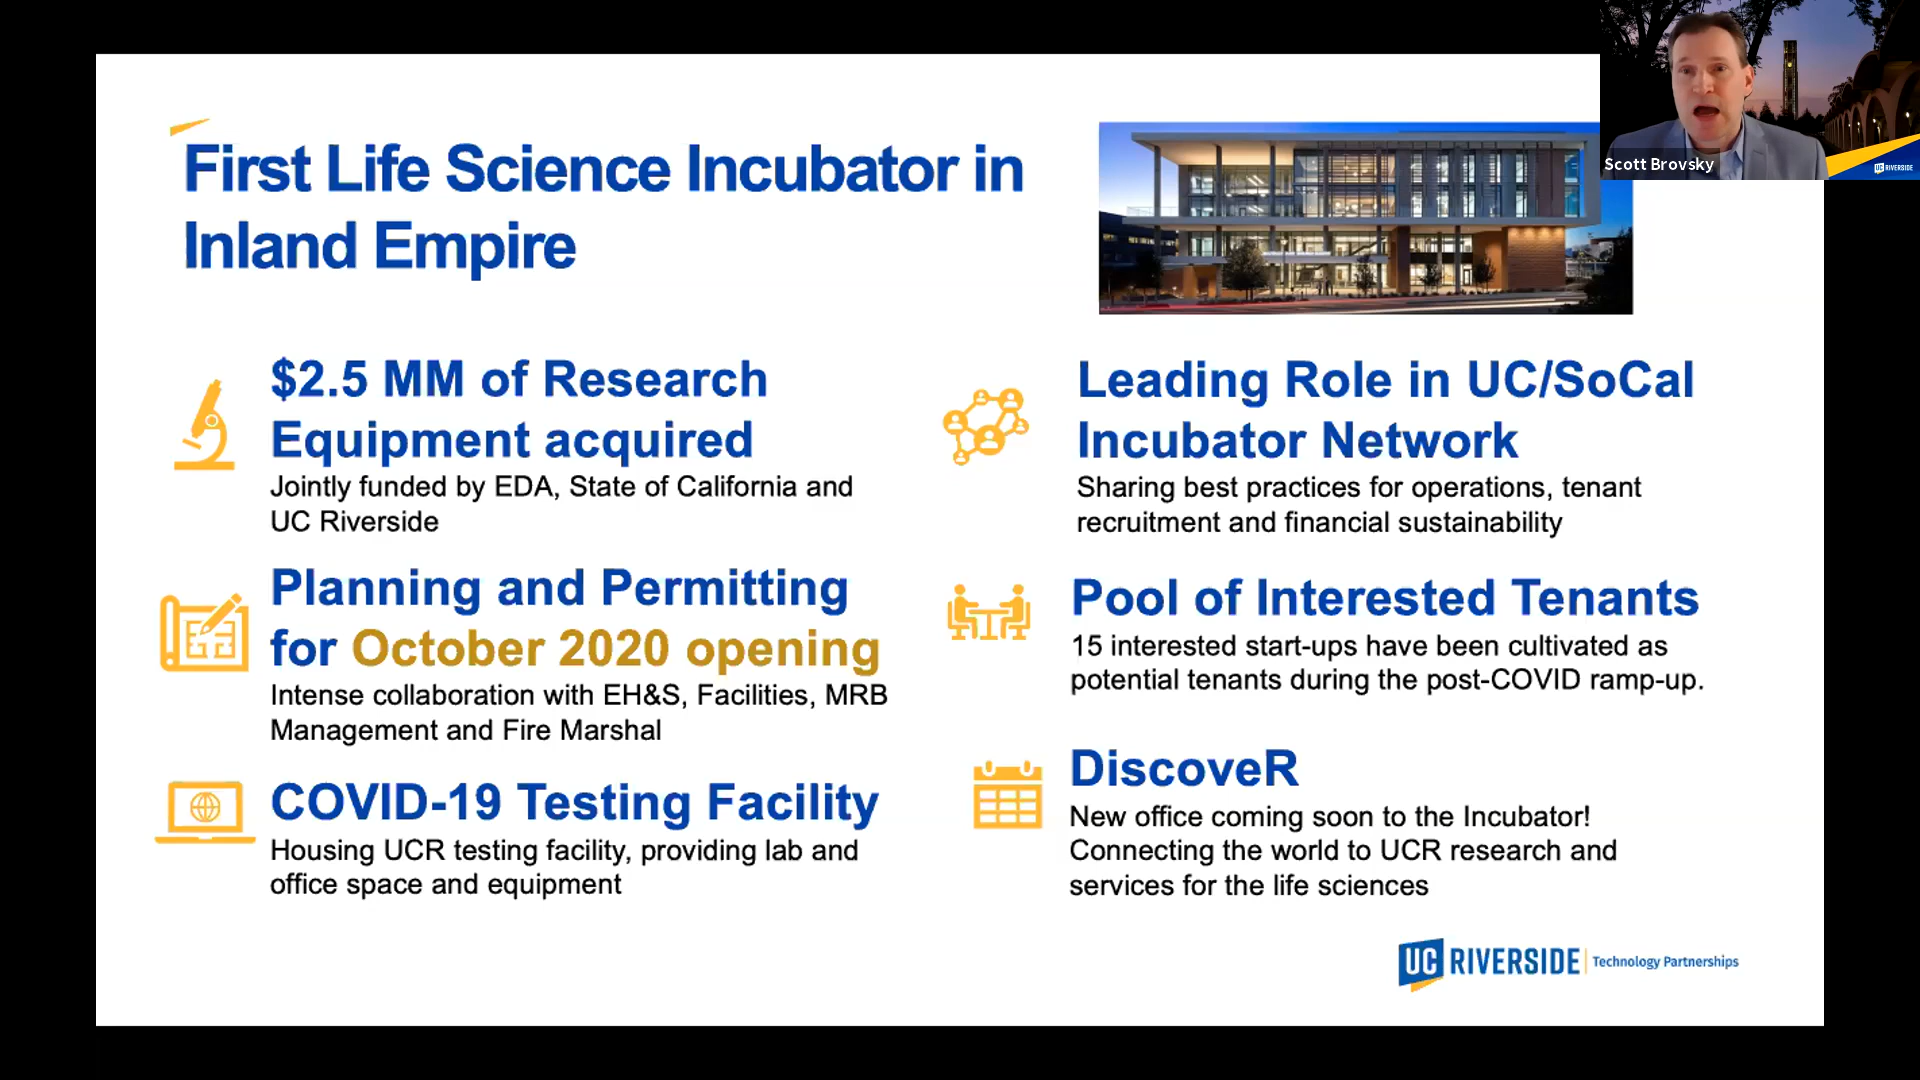 First Life Science Incubator in
Inland Empire
Scott Brovsky
UC RIVERSIDE
$2.5 MM of Research
Equipment acquired
Jointly funded by EDA, State of California and
UC Riverside
Planning and Permitting
for October 2020 opening
Intense collaboration with EH&S, Facilities, MRB
Management and Fire Marshal
COVID-19 Testing Facility
Housing UCR testing facility, providing lab and
office space and equipment
Leading Role in UC/SoCal
Incubator Network
Sharing best practices for operations, tenant
recruitment and financial sustainability
Pool of Interested Tenants
15 interested start-ups have been cultivated as
potential tenants during the post-COVID ramp-up.
DiscoveR
New office coming soon to the Incubator!
Connecting the world to UCR research and
services for the life sciences
UC RIVERSIDE | Technology Partnerships